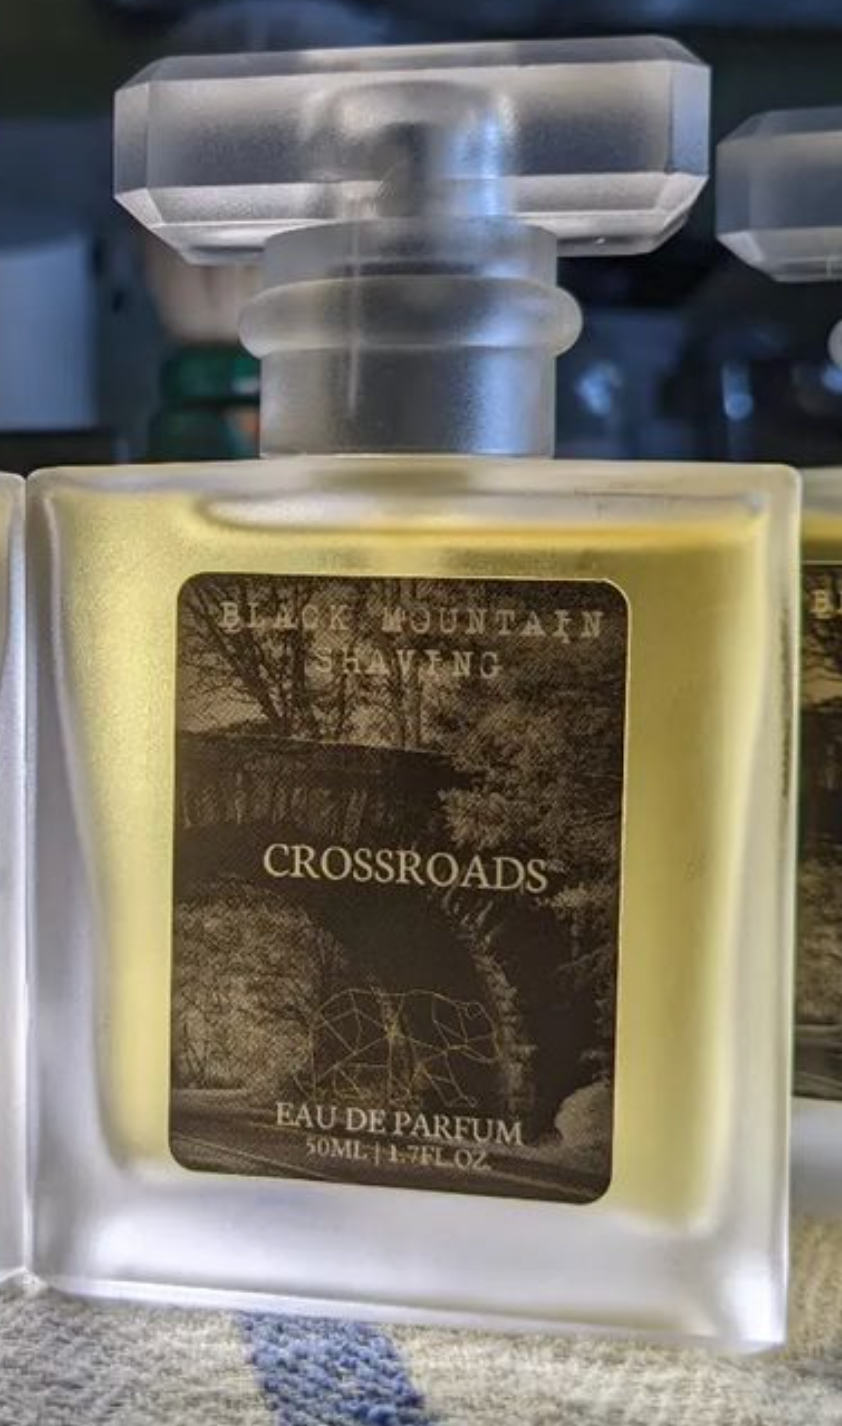 BLACK MOUNTAIN
SHAVING
CROSSROADS
EAU DE PARFUM
50ML | 1.7FL.OZ.